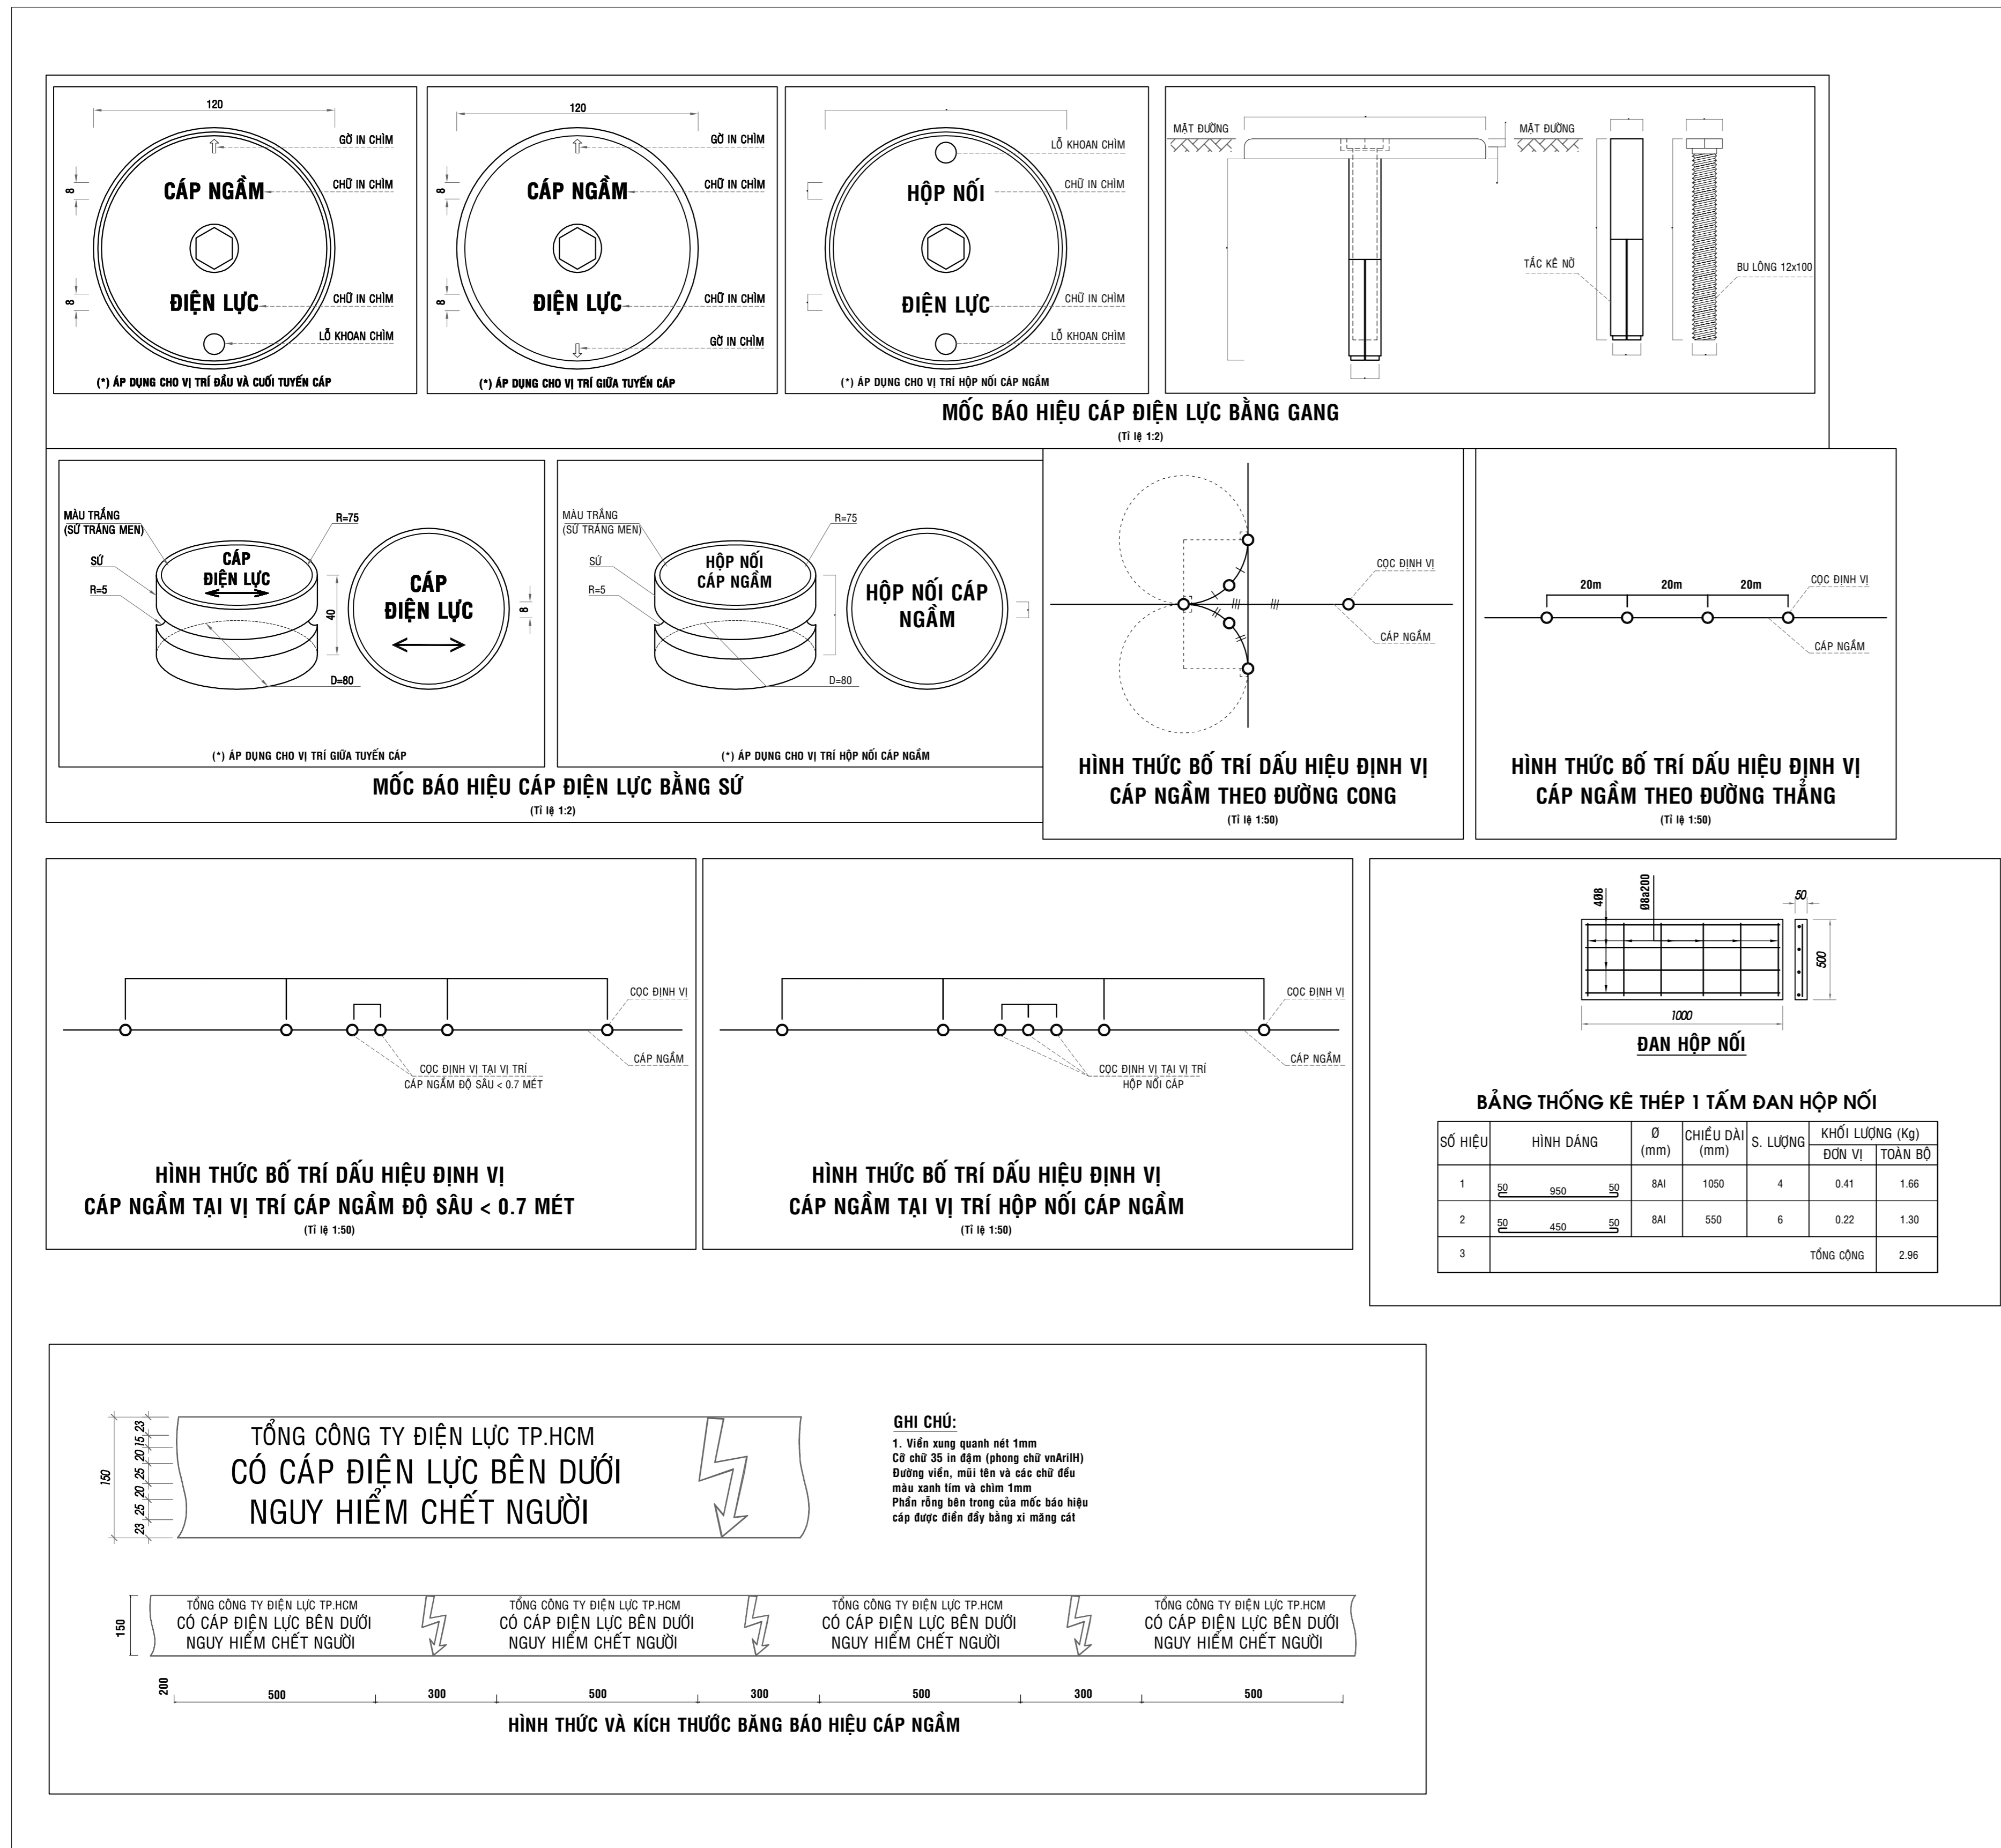 120
GỜ IN CHÌM
CHỮ IN CHÌM
8
CÁP NGẦM
ĐIỆN LỰC
8
CHỮ IN CHÌM
LỖ KHOAN CHÌM
(*) ÁP DỤNG CHO VỊ TRÍ ĐẦU VÀ CUỐI TUYẾN CÁP
120
GỜ IN CHÌM
CHỮ IN CHÌM
8
CÁP NGẦM
ĐIỆN LỰC
8
CHỮ IN CHÌM
GỜ IN CHÌM
(*) ÁP DỤNG CHO VỊ TRÍ GIỮA TUYẾN CÁP
LỖ KHOAN CHÌM
CHỮ IN CHÌM
HỘP NỐI
ĐIỆN LỰC
CHỮ IN CHÌM
LỖ KHOAN CHÌM
(*) ÁP DỤNG CHO VỊ TRÍ HỘP NỐI CÁP NGẦM
MẶT ĐƯỜNG
MẶT ĐƯỜNG
TẮC KÊ NỞ
BU LÔNG 12x100
MỐC BÁO HIỆU CÁP ĐIỆN LỰC BẰNG GANG
(Tỉ lệ 1:2)
MÀU TRẮNG
(SỨ TRÁNG MEN)
SỨ
R=5
R=75
CÁP
ĐIỆN LỰC
40
D=80
CÁP
ĐIỆN LỰC
8
(*) ÁP DỤNG CHO VỊ TRÍ GIỮA TUYẾN CÁP
MÀU TRẮNG
(SỨ TRÁNG MEN)
SỨ
R=5
R=75
HỘP NỐI
CÁP NGẦM
D=80
HỘP NỐI CÁP
NGẦM
(*) ÁP DỤNG CHO VỊ TRÍ HỘP NỐI CÁP NGẦM
MỐC BÁO HIỆU CÁP ĐIỆN LỰC BẰNG SỨ
(Tỉ lệ 1:2)
CỌC ĐỊNH VỊ
CÁP NGẦM
HÌNH THỨC BỐ TRÍ DẤU HIỆU ĐỊNH VỊ
CÁP NGẦM THEO ĐƯỜNG CONG
(Tỉ lệ 1:50)
20m
20m
20m
CỌC ĐỊNH VỊ
CÁP NGẦM
HÌNH THỨC BỐ TRÍ DẤU HIỆU ĐỊNH VỊ
CÁP NGẦM THEO ĐƯỜNG THẲNG
(Tỉ lệ 1:50)
CỌC ĐỊNH VỊ
CÁP NGẦM
CỌC ĐỊNH VỊ TẠI VỊ TRÍ
CÁP NGẦM ĐỘ SÂU < 0.7 MÉT
HÌNH THỨC BỐ TRÍ DẤU HIỆU ĐỊNH VỊ
CÁP NGẦM TẠI VỊ TRÍ CÁP NGẦM ĐỘ SÂU < 0.7 MÉT
(Tỉ lệ 1:50)
CỌC ĐỊNH VỊ
CÁP NGẦM
CỌC ĐỊNH VỊ TẠI VỊ TRÍ
HỘP NỐI CÁP
HÌNH THỨC BỐ TRÍ DẤU HIỆU ĐỊNH VỊ
CÁP NGẦM TẠI VỊ TRÍ HỘP NỐI CÁP NGẦM
(Tỉ lệ 1:50)
4Ø8
Ø8a200
50
500
1000
ĐAN HỘP NỐI
BẢNG THỐNG KÊ THÉP 1 TẤM ĐAN HỘP NỐI
SỐ HIỆU HÌNH DÁNG Ø (mm) CHIỀU DÀI (mm) S. LƯỢNG KHỐI LƯỢNG (Kg)
ĐƠN VỊ TOÀN BỘ
1 50 950 50 8AI 1050 4 0.41 1.66
2 50 450 50 8AI 550 6 0.22 1.30
3 TỔNG CỘNG 2.96
150
23
15
20
25
20
25
23
TỔNG CÔNG TY ĐIỆN LỰC TP.HCM
CÓ CÁP ĐIỆN LỰC BÊN DƯỚI
NGUY HIỂM CHẾT NGƯỜI
GHI CHÚ:
1. Viền xung quanh nét 1mm
Cỡ chữ 35 in đậm (phong chữ vnArilH)
Đường viền, mũi tên và các chữ đều
màu xanh tím và chìm 1mm
Phần rỗng bên trong của mốc báo hiệu
cáp được điền đầy bằng xi măng cát
150
TỔNG CÔNG TY ĐIỆN LỰC TP.HCM
CÓ CÁP ĐIỆN LỰC BÊN DƯỚI
NGUY HIỂM CHẾT NGƯỜI
TỔNG CÔNG TY ĐIỆN LỰC TP.HCM
CÓ CÁP ĐIỆN LỰC BÊN DƯỚI
NGUY HIỂM CHẾT NGƯỜI
TỔNG CÔNG TY ĐIỆN LỰC TP.HCM
CÓ CÁP ĐIỆN LỰC BÊN DƯỚI
NGUY HIỂM CHẾT NGƯỜI
TỔNG CÔNG TY ĐIỆN LỰC TP.HCM
CÓ CÁP ĐIỆN LỰC BÊN DƯỚI
NGUY HIỂM CHẾT NGƯỜI
200
500 300 500 300 500 300 500
HÌNH THỨC VÀ KÍCH THƯỚC BĂNG BÁO HIỆU CÁP NGẦM